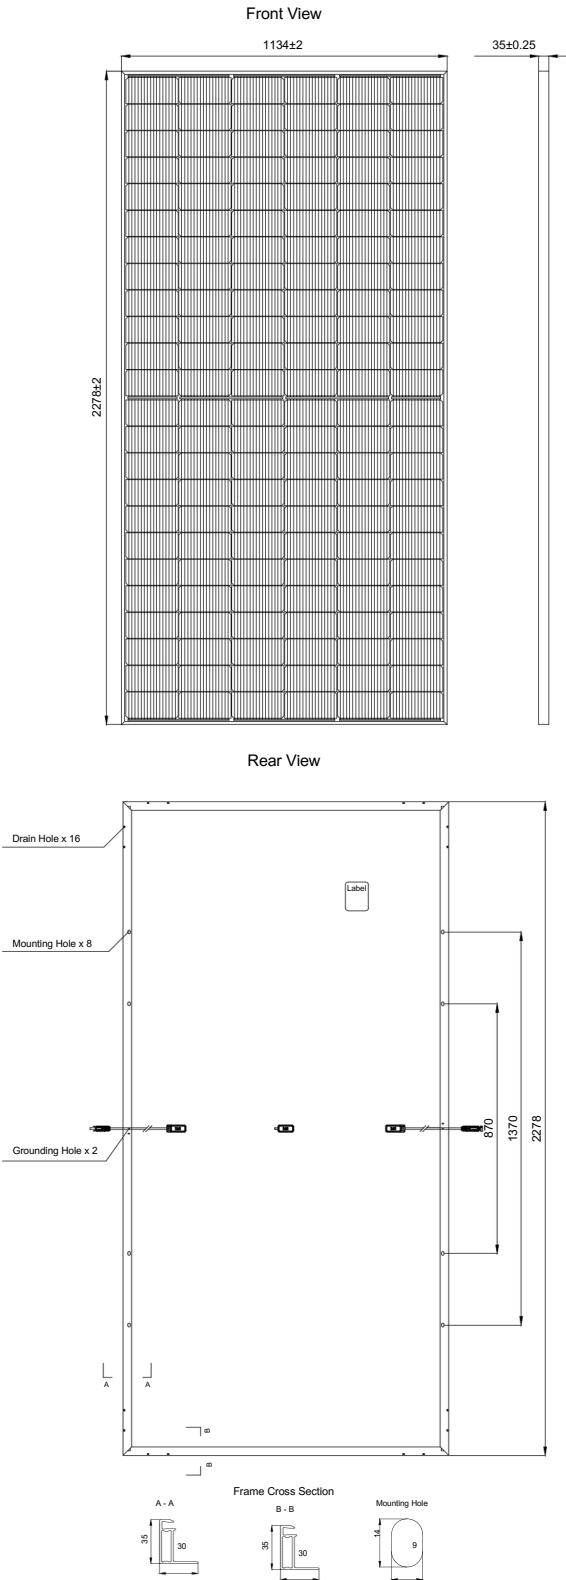 Front View
1134±2
35±0.25
2278±2
Rear View
Drain Hole x 16
Label
Mounting Hole x 8
870
1370
2278
Grounding Hole x 2
A
A
B
B
Frame Cross Section
A - A
B - B
Mounting Hole
35
30
35
30
14
9